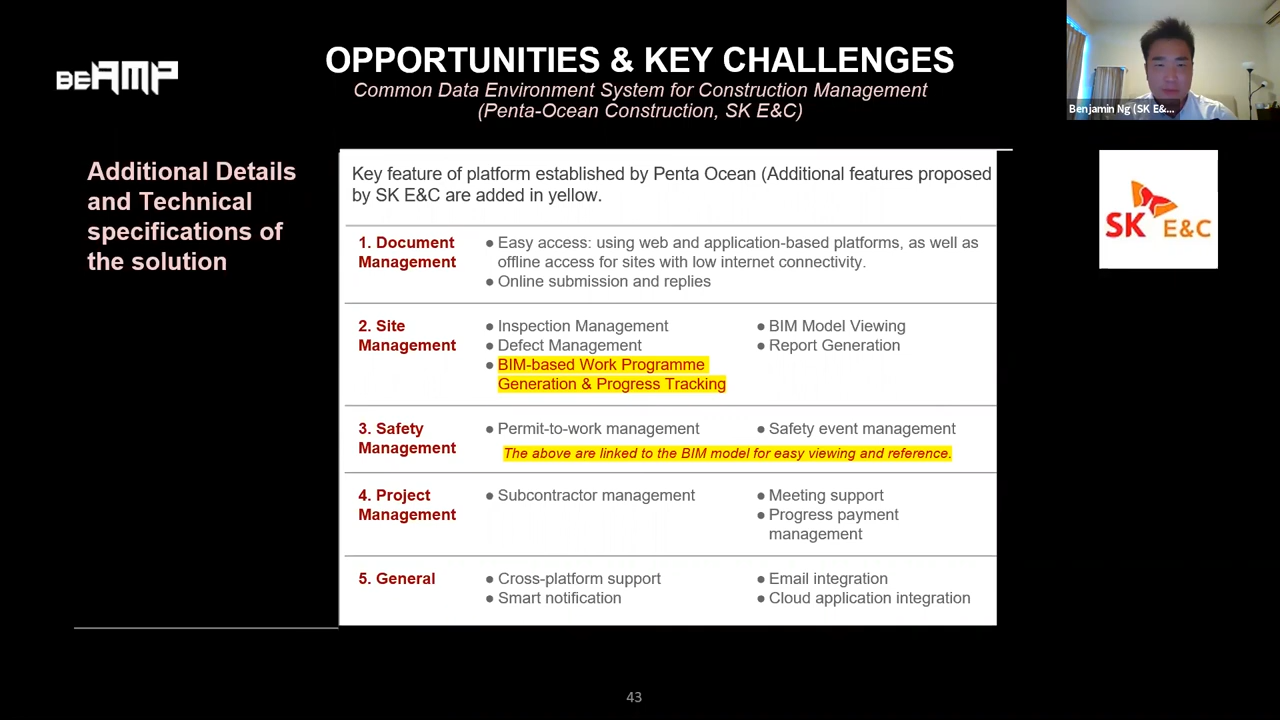 BEAMP
OPPORTUNITIES & KEY CHALLENGES
Common Data Environment System for Construction Management
(Penta-Ocean Construction, SK E&C)
Benjamin Ng (SK E&...
Additional Details
and Technical
specifications of
the solution
SK E&C
Key feature of platform established by Penta Ocean (Additional features proposed
by SK E&C are added in yellow.
1. Document
Management
● Easy access: using web and application-based platforms, as well as
offline access for sites with low internet connectivity.
● Online submission and replies
2. Site
Management
● Inspection Management
● Defect Management
● BIM-based Work Programme
Generation & Progress Tracking
● BIM Model Viewing
● Report Generation
3. Safety
Management
● Permit-to-work management
● Safety event management
The above are linked to the BIM model for easy viewing and reference.
4. Project
Management
● Subcontractor management
● Meeting support
● Progress payment
management
5. General
● Cross-platform support
● Smart notification
● Email integration
● Cloud application integration
43